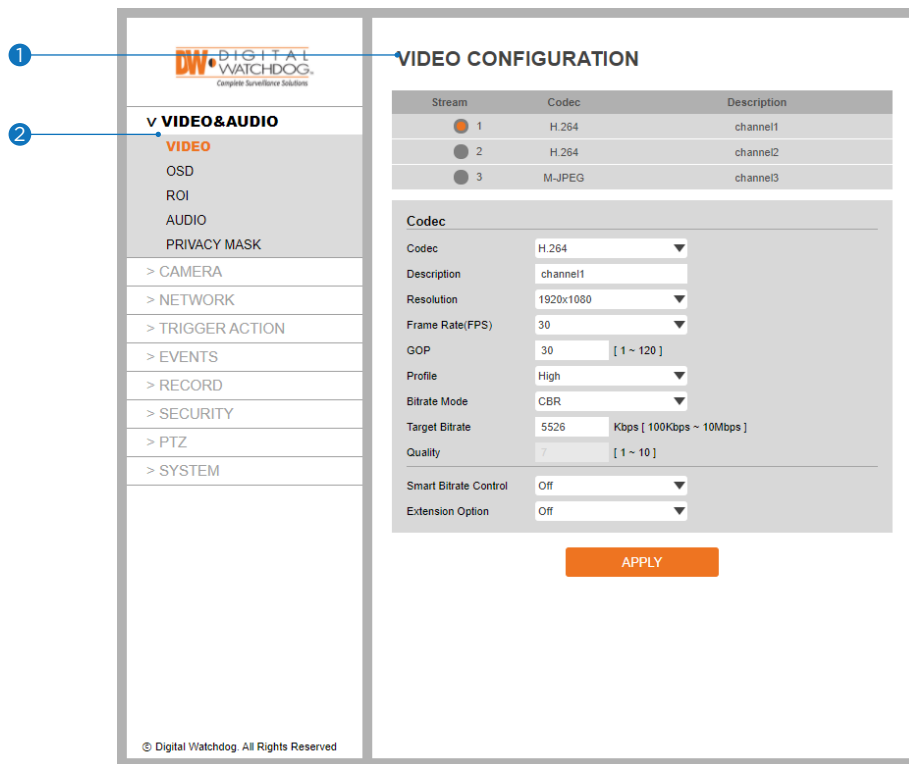 1
2
DW DIGITAL
WATCHDOG®
Complete Surveillance Solutions
v VIDEO&AUDIO
VIDEO
OSD
ROI
AUDIO
PRIVACY MASK
> CAMERA
> NETWORK
> TRIGGER ACTION
> EVENTS
> RECORD
> SECURITY
> PTZ
> SYSTEM
© Digital Watchdog. All Rights Reserved
VIDEO CONFIGURATION
Stream Codec Description
1 H.264 channel1
2 H.264 channel2
3 M-JPEG channel3
Codec
Codec H.264
Description channel1
Resolution 1920x1080
Frame Rate(FPS) 30
GOP 30 [ 1 ~ 120 ]
Profile High
Bitrate Mode CBR
Target Bitrate 5526 Kbps [ 100Kbps ~ 10Mbps ]
Quality 7 [ 1 ~ 10 ]
Smart Bitrate Control Off
Extension Option Off
APPLY